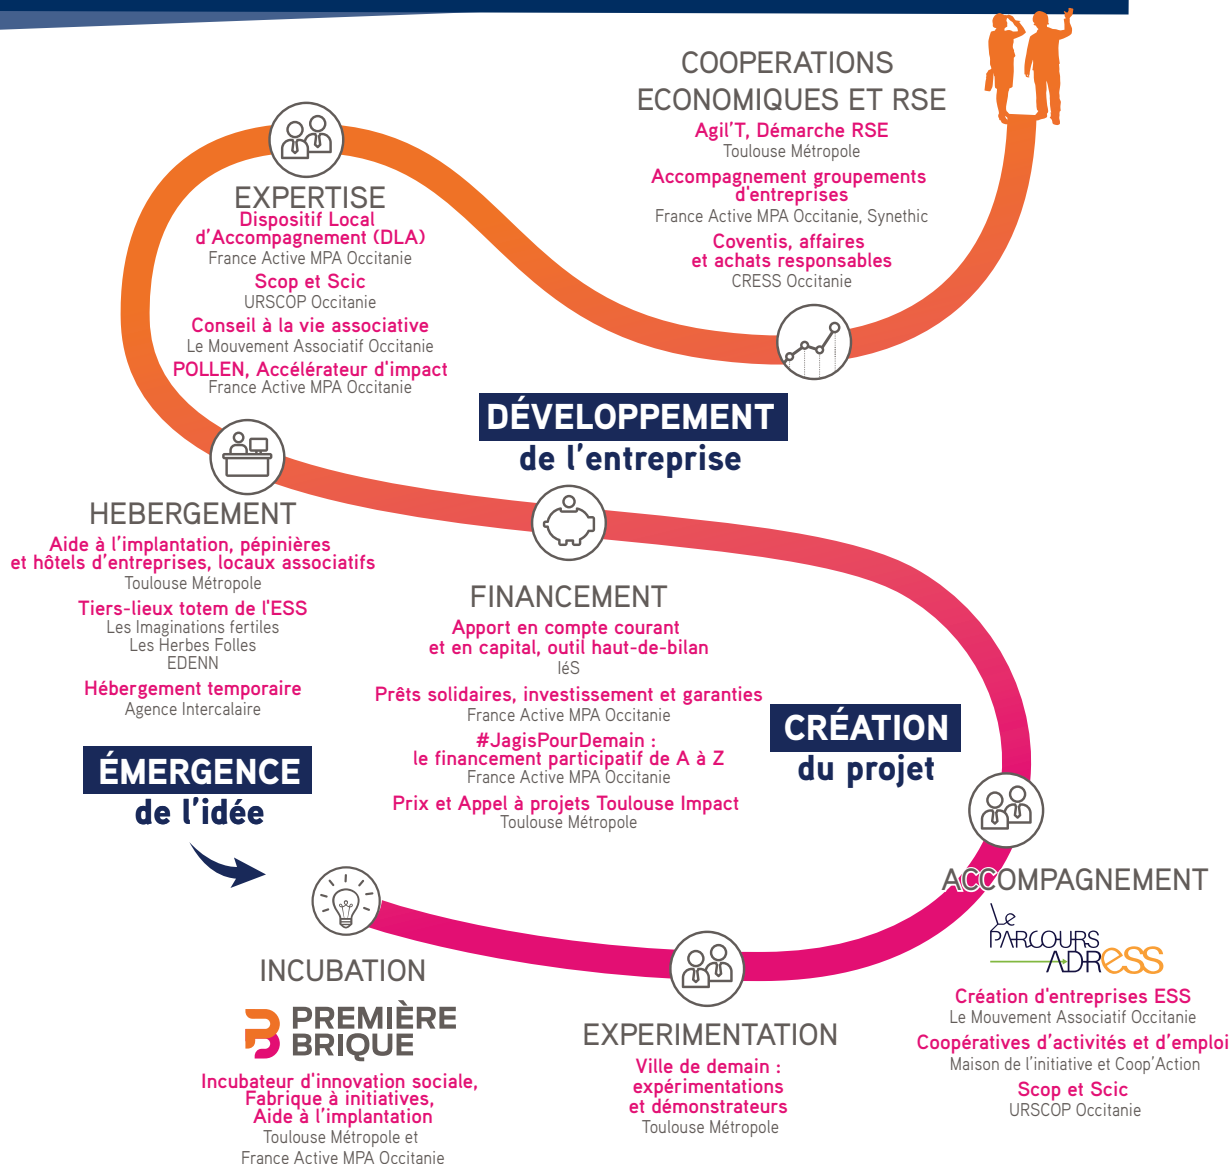 COOPERATIONS
ECONOMIQUES ET RSE
Agil'T, Démarche RSE
Toulouse Métropole
Accompagnement groupements
d'entreprises
France Active MPA Occitanie, Synethic
Coventis, affaires
et achats responsables
CRESS Occitanie
EXPERTISE
Dispositif Local
d'Accompagnement (DLA)
France Active MPA Occitanie
Scop et Scic
URSCOP Occitanie
Conseil à la vie associative
Le Mouvement Associatif Occitanie
POLLEN, Accélérateur d'impact
France Active MPA Occitanie
DÉVELOPPEMENT
de l'entreprise
HEBERGEMENT
Aide à l'implantation, pépinières
et hôtels d'entreprises, locaux associatifs
Toulouse Métropole
Tiers-lieux totem de l'ESS
Les Imaginations fertiles
Les Herbes Folles
EDENN
Hébergement temporaire
Agence Intercalaire
FINANCEMENT
Apport en compte courant
et en capital, outil haut-de-bilan
IéS
Prêts solidaires, investissement et garanties
France Active MPA Occitanie
#JagisPourDemain :
le financement participatif de A à Z
France Active MPA Occitanie
Prix et Appel à projets Toulouse Impact
Toulouse Métropole
CRÉATION
du projet
ÉMERGENCE
de l'idée
INCUBATION
PREMIÈRE
BRIQUE
Incubateur d'innovation sociale,
Fabrique à initiatives,
Aide à l'implantation
Toulouse Métropole et
France Active MPA Occitanie
EXPERIMENTATION
Ville de demain :
expérimentations
et démonstrateurs
Toulouse Métropole
ACCOMPAGNEMENT
Le
PARCOURS
ADRESS
Création d'entreprises ESS
Le Mouvement Associatif Occitanie
Coopératives d'activités et d'emploi
Maison de l'initiative et Coop'Action
Scop et Scic
URSCOP Occitanie